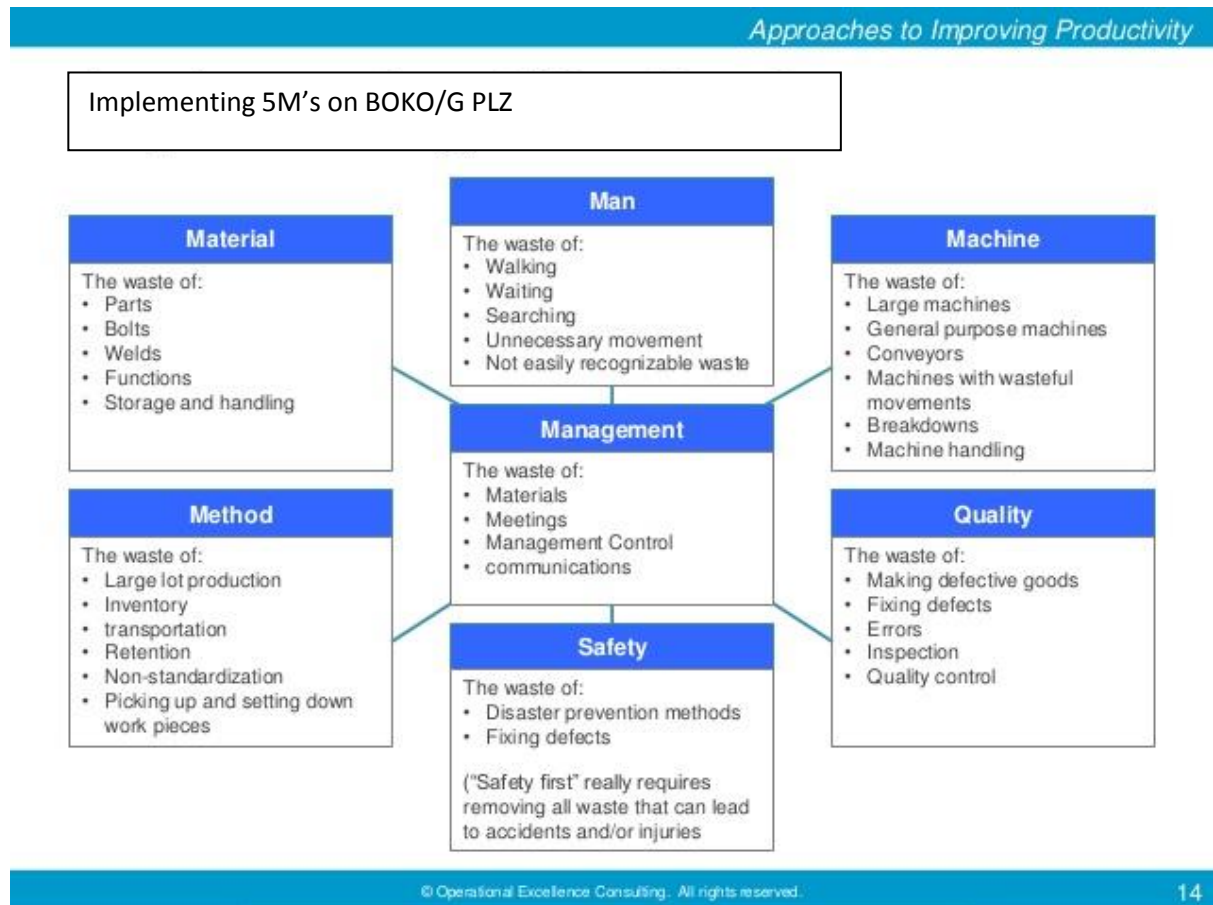 Approaches to Improving Productivity
Implementing 5M’s on BOKO/G PLZ
Man
The waste of:
• Walking
• Waiting
• Searching
• Unnecessary movement
• Not easily recognizable waste
Material
The waste of:
• Parts
• Bolts
• Welds
• Functions
• Storage and handling
Machine
The waste of:
• Large machines
• General purpose machines
• Conveyors
• Machines with wasteful
movements
• Breakdowns
• Machine handling
Management
The waste of:
• Materials
• Meetings
• Management Control
• communications
Method
The waste of:
• Large lot production
• Inventory
• transportation
• Retention
• Non-standardization
• Picking up and setting down
work pieces
Quality
The waste of:
• Making defective goods
• Fixing defects
• Errors
• Inspection
• Quality control
Safety
The waste of:
• Disaster prevention methods
• Fixing defects
(“Safety first” really requires
removing all waste that can lead
to accidents and/or injuries
© Operational Excellence Consulting. All rights reserved.
14